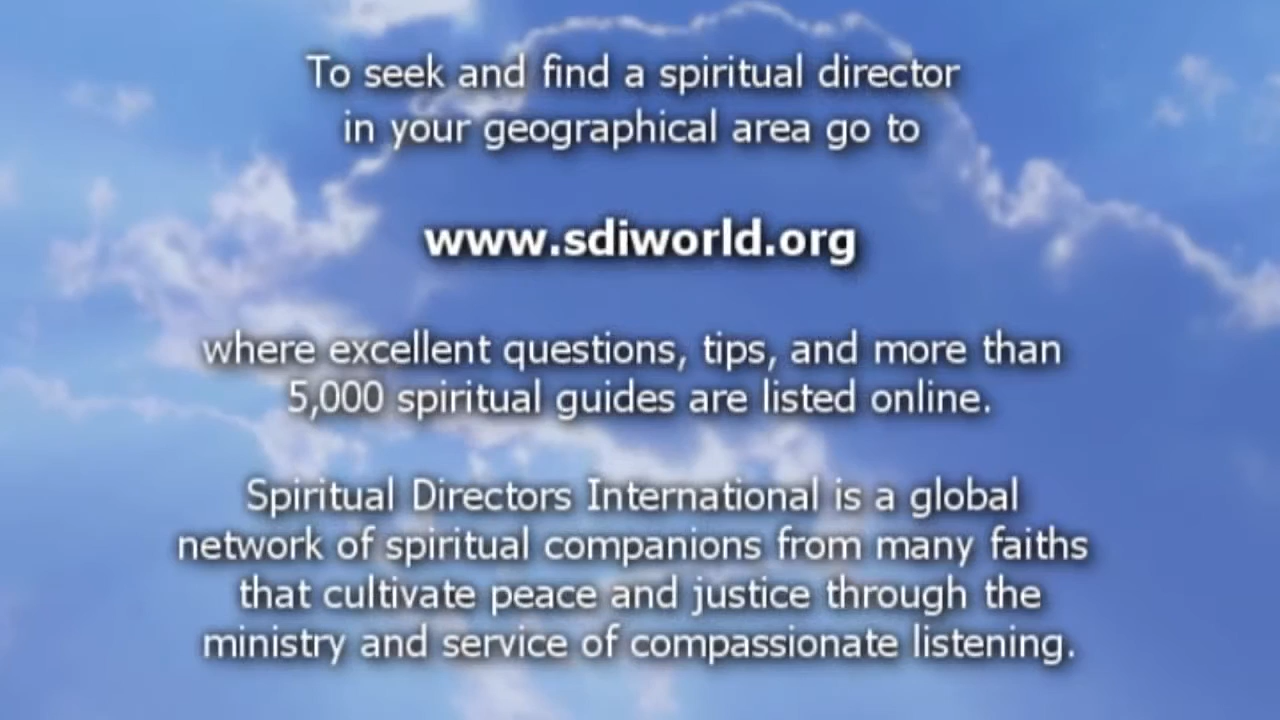 To seek and find a spiritual director
in your geographical area go to
www.sdiworld.org
where excellent questions, tips, and more than
5,000 spiritual guides are listed online.
Spiritual Directors International is a global
network of spiritual companions from many faiths
that cultivate peace and justice through the
ministry and service of compassionate listening.